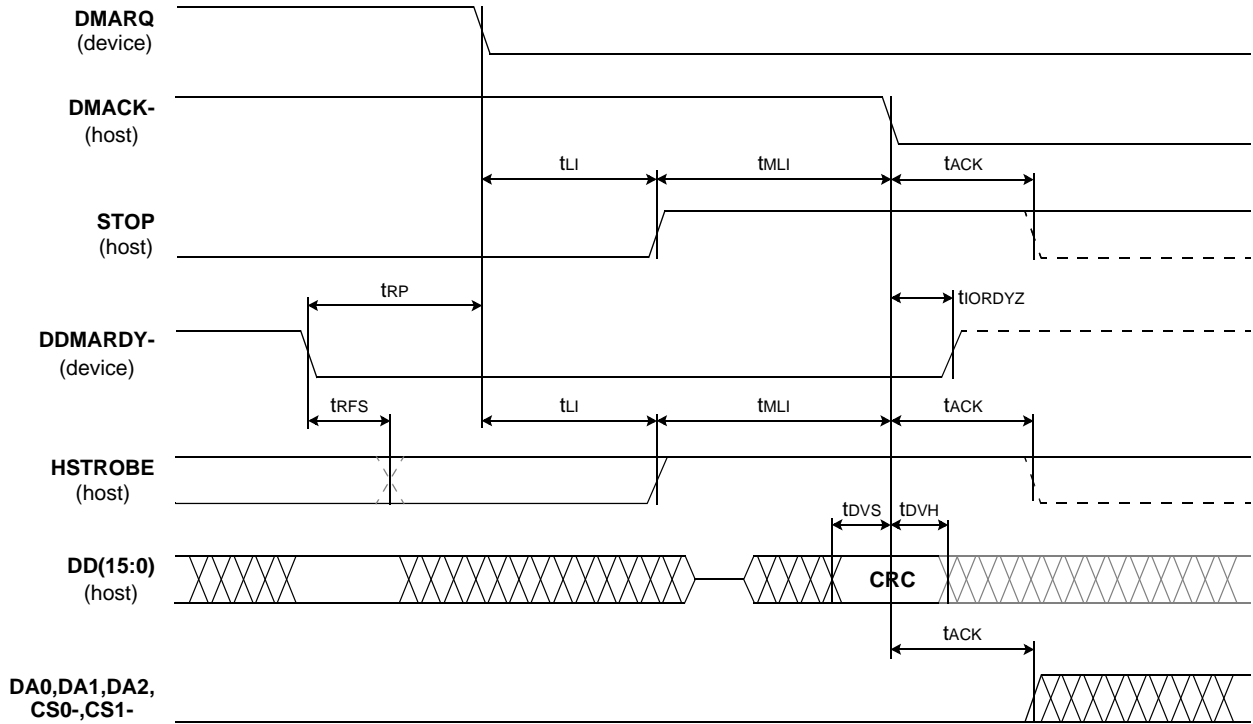 DMARQ
(device)
DMACK-
(host)
tLI
tMLI
tACK
STOP
(host)
tRP
tIORDYZ
DDMARDY-
(device)
tRFS
tLI
tMLI
tACK
HSTROBE
(host)
tDVS
tDVH
DD(15:0)
(host)
CRC
tACK
DA0,DA1,DA2,
CS0-,CS1-